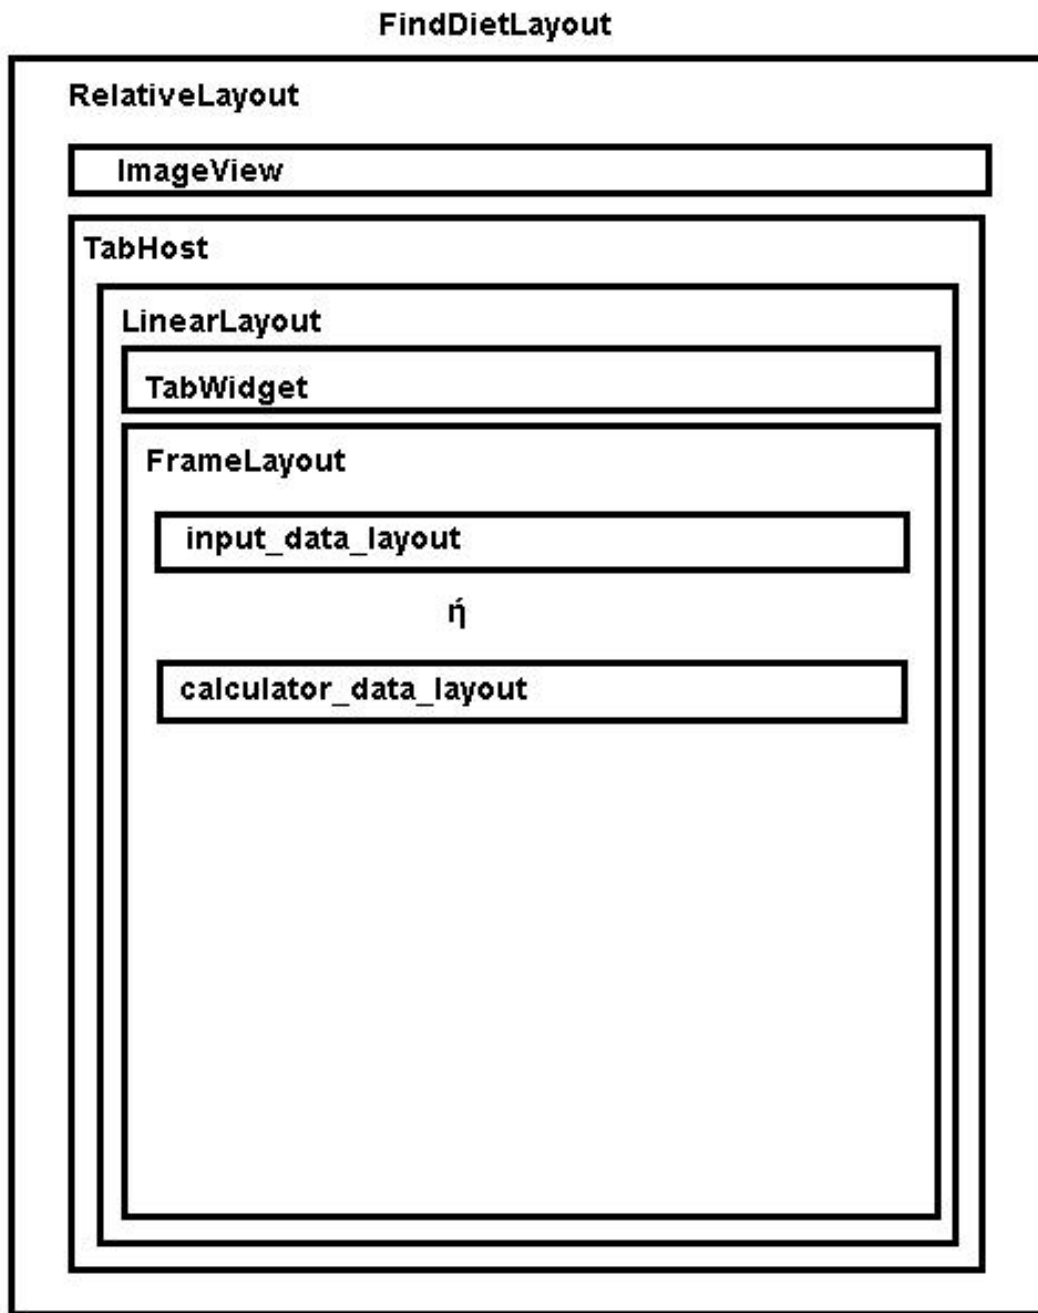 FindDietLayout
RelativeLayout
ImageView
TabHost
LinearLayout
TabWidget
FrameLayout
input_data_layout
ή
calculator_data_layout